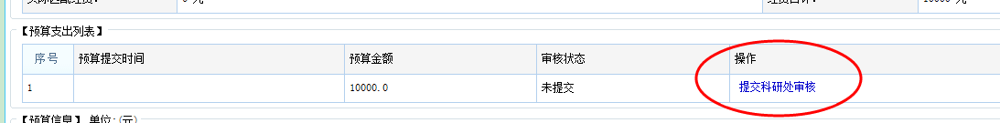 【预算支出列表】
序号 预算提交时间 预算金额 审核状态 操作
1 10000.0 未提交 提交科研处审核
【预算信息】 单位:(元)